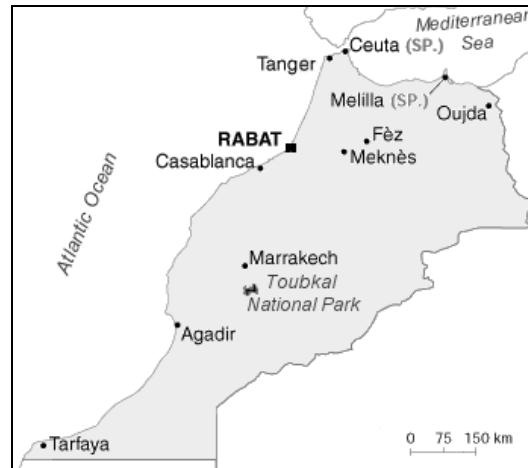 Mediterranean
Sea
Ceuta (SP.)
Tanger
Melilla (SP.)
Oujda
RABAT
Fèz
Casablanca
Meknès
Atlantic Ocean
Marrakech
Toubkal
National Park
Agadir
Tarfaya
0 75 150 km